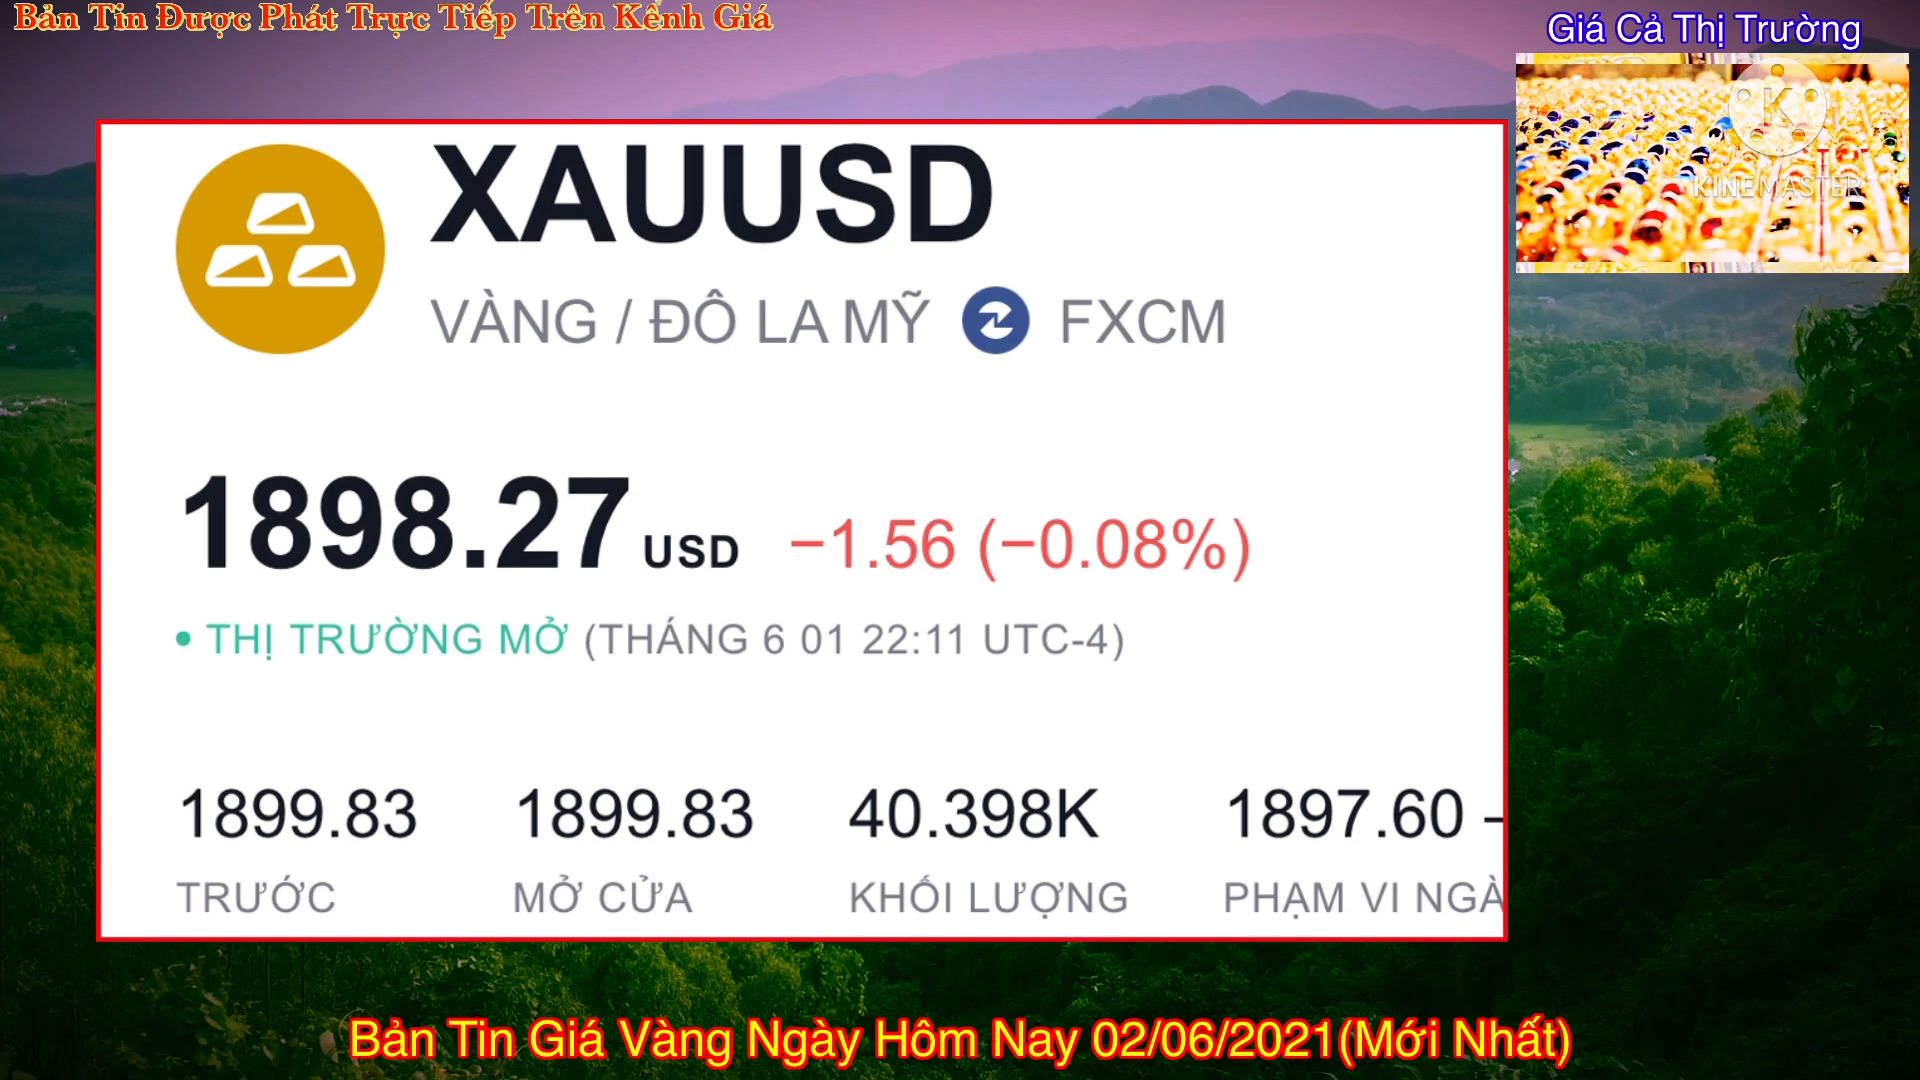 Bản Tin Được Phát Trực Tiếp Trên Kênh Giá
Giá Cả Thị Trường
K
KINEMASTER
XAUUSD
VÀNG / ĐÔ LA MỸ FXCM
1898.27 USD −1.56 (−0.08%)
• THỊ TRƯỜNG MỞ (THÁNG 6 01 22:11 UTC-4)
1899.83 1899.83 40.398K 1897.60 -
TRƯỚC MỞ CỬA KHỐI LƯỢNG PHẠM VI NGÀ
Bản Tin Giá Vàng Ngày Hôm Nay 02/06/2021(Mới Nhất)